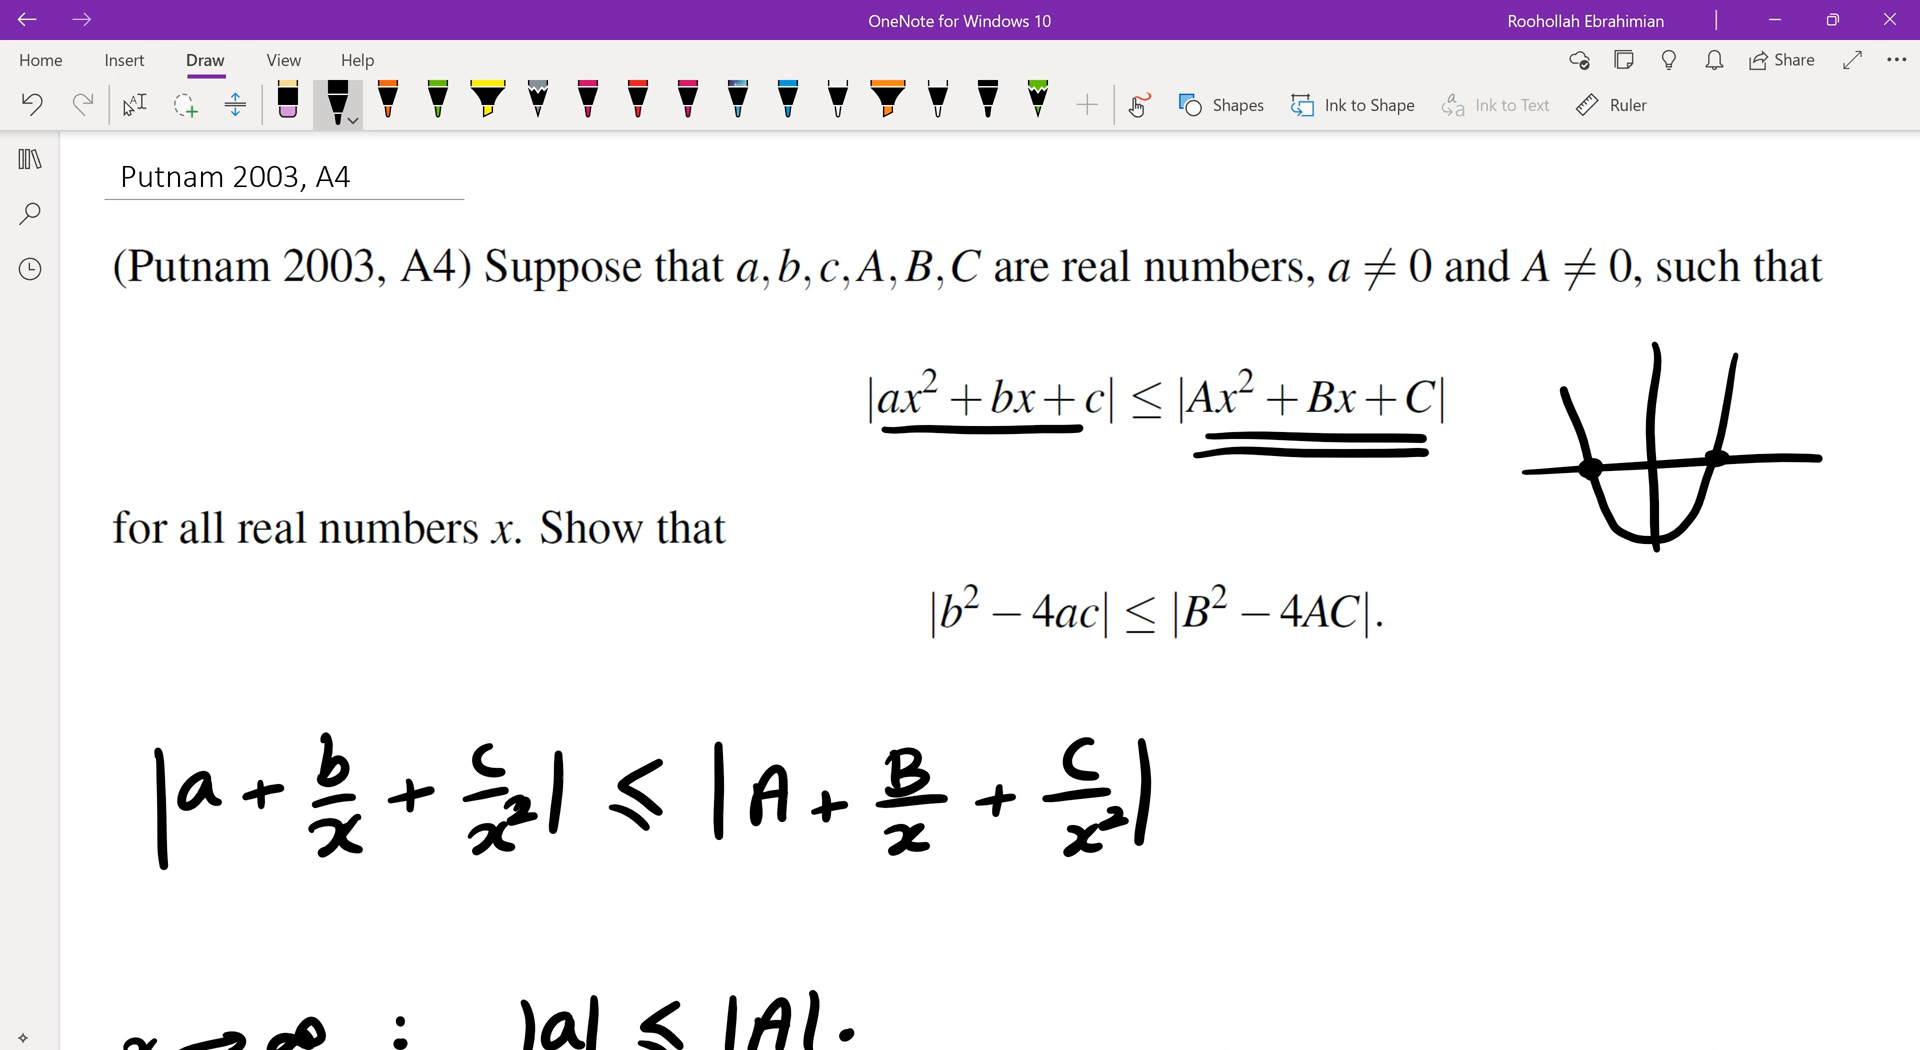 OneNote for Windows 10
Roohollah Ebrahimian
Home Insert Draw View Help
Share
Shapes Ink to Shape Ink to Text Ruler
Putnam 2003, A4
(Putnam 2003, A4) Suppose that a, b, c, A, B, C are real numbers, a ≠ 0 and A ≠ 0, such that
|ax² + bx + c| ≤ |Ax² + Bx + C|
for all real numbers x. Show that
|b² − 4ac| ≤ |B² − 4AC|.
|a + b/x + c/x²| ≤ |A + B/x + C/x²|
x → ∞ : |a| ≤ |A|.